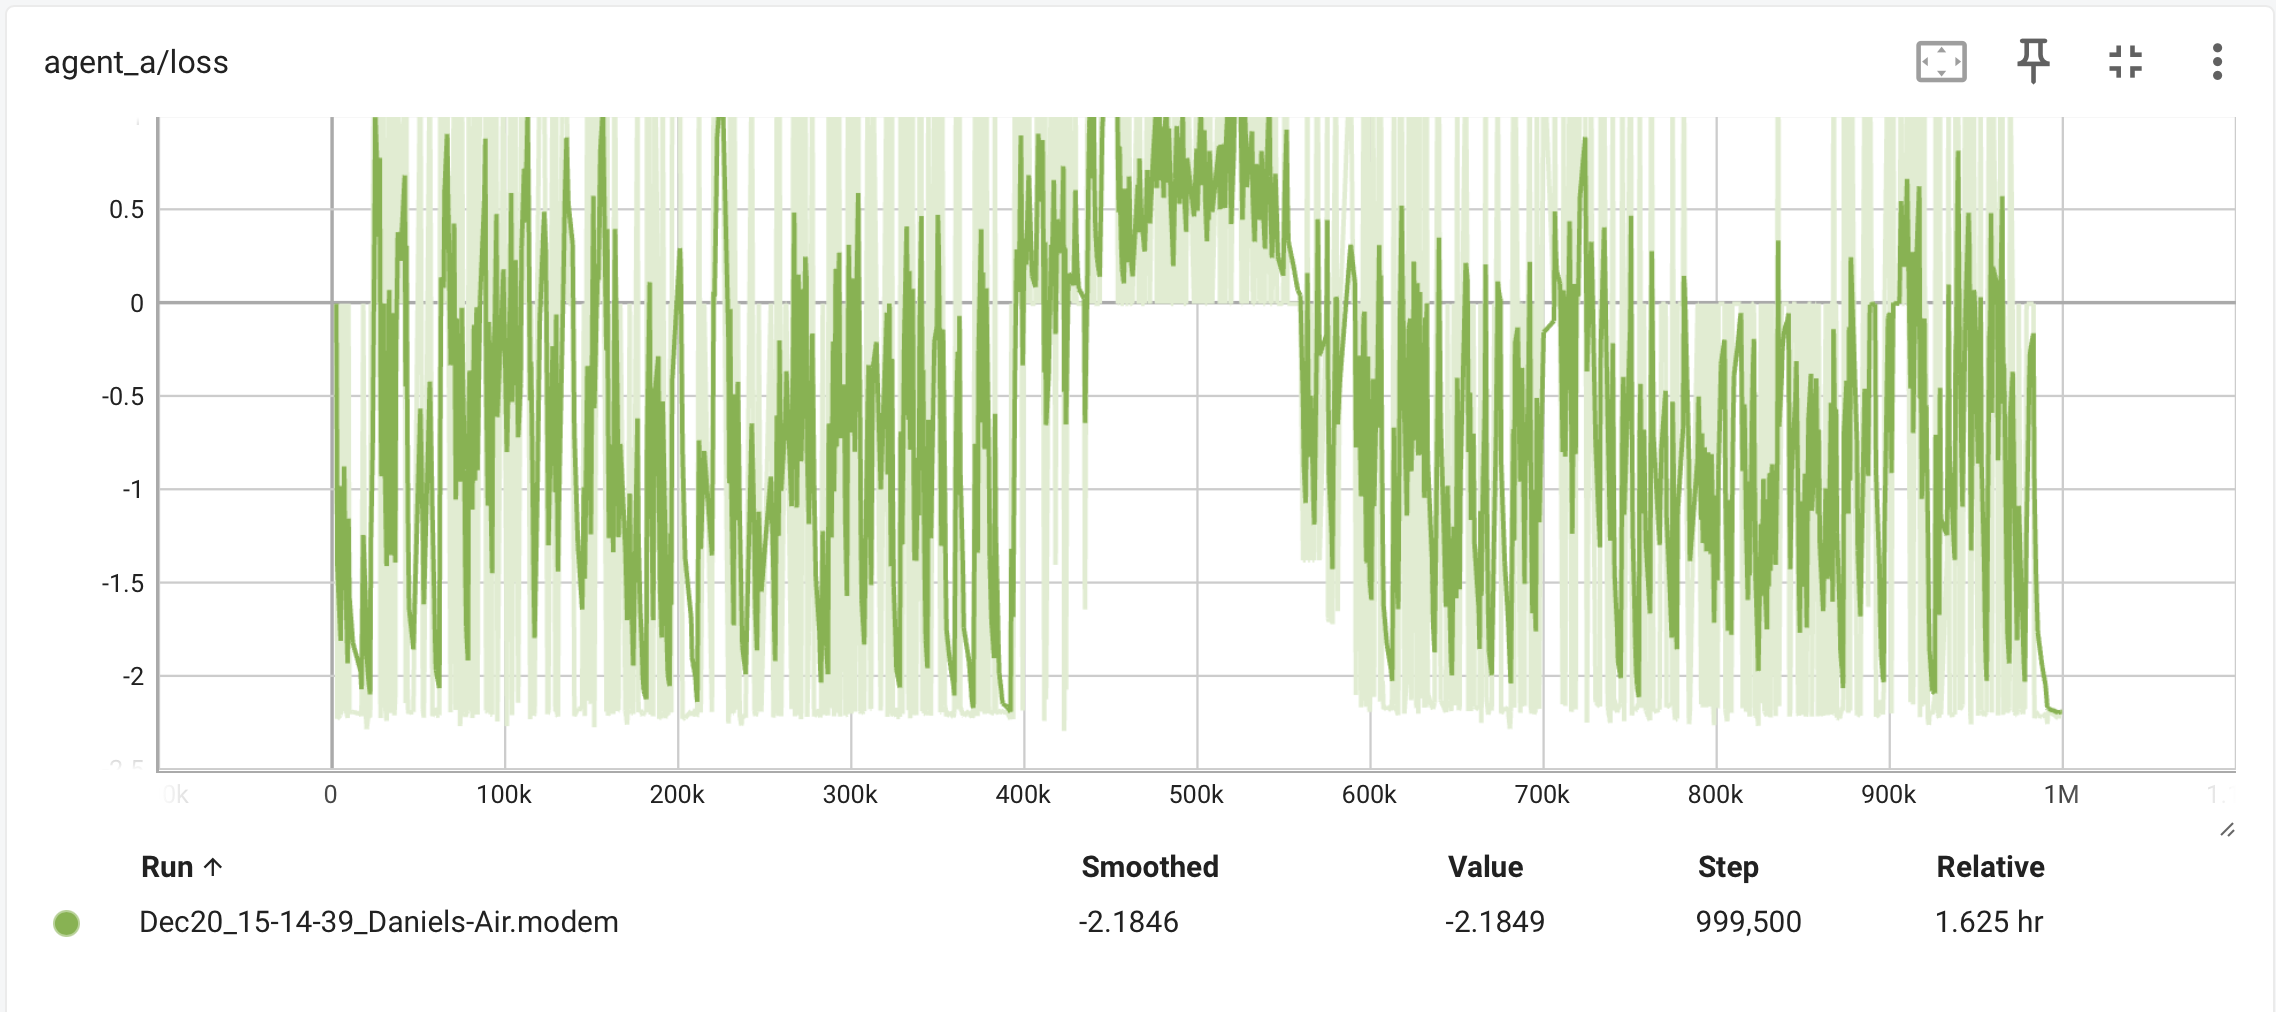 agent_a/loss
0.5
0
-0.5
-1
-1.5
-2
0k 0 100k 200k 300k 400k 500k 600k 700k 800k 900k 1M
Run ↑ Smoothed Value Step Relative
Dec20_15-14-39_Daniels-Air.modem -2.1846 -2.1849 999,500 1.625 hr